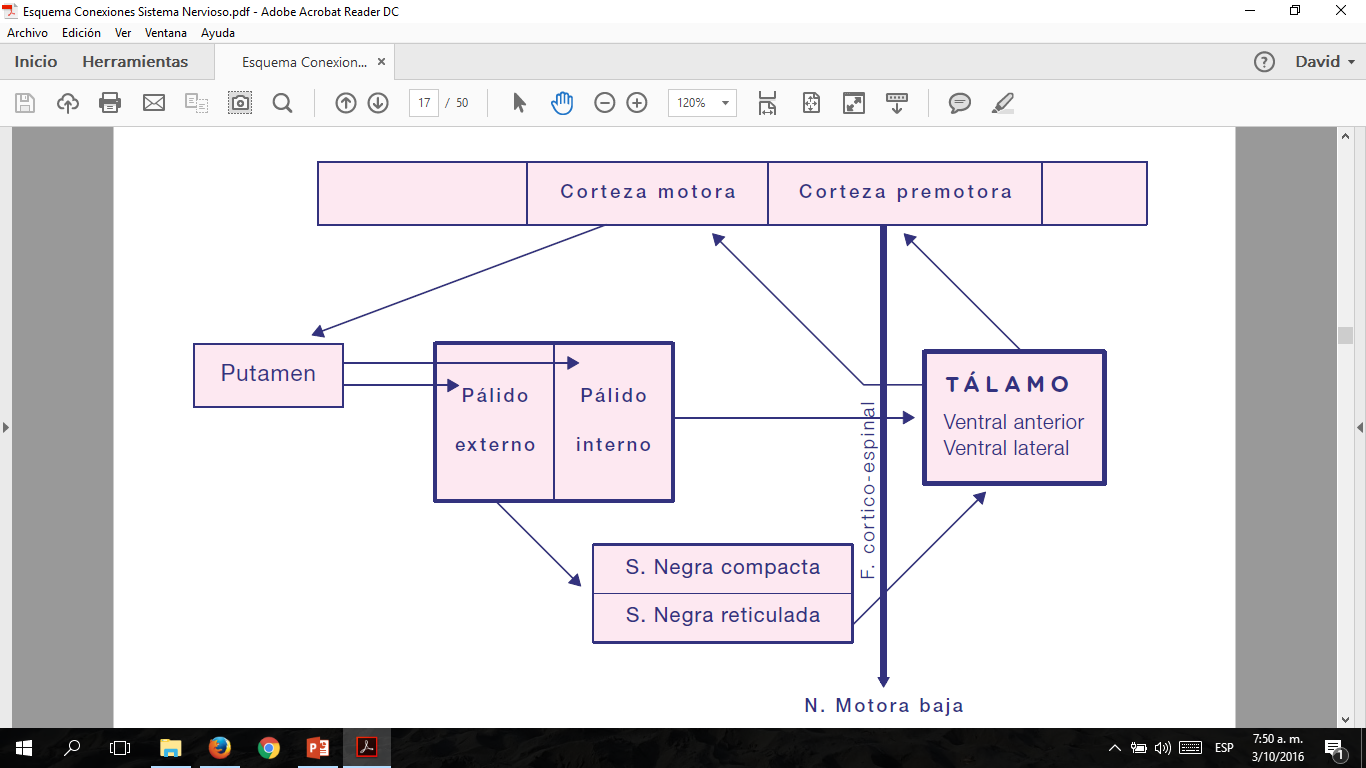 Esquema Conexiones Sistema Nervioso.pdf - Adobe Acrobat Reader DC
Archivo Edición Ver Ventana Ayuda
Inicio Herramientas Esquema Conexion... × David
17 / 50 120%
Corteza motora Corteza premotora
Putamen
Pálido externo
Pálido interno
TÁLAMO
Ventral anterior
Ventral lateral
F. cortico-espinal
S. Negra compacta
S. Negra reticulada
N. Motora baja
ESP
7:50 a. m.
3/10/2016
1